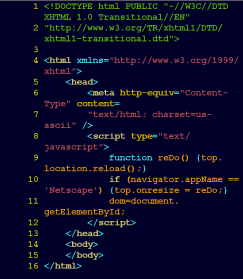 1 <!DOCTYPE html PUBLIC "-//W3C//DTD
XHTML 1.0 Transitional//EN"
2 "http://www.w3.org/TR/xhtml1/DTD/
xhtml1-transitional.dtd">
3
4 <html xmlns="http://www.w3.org/1999/
xhtml">
5 <head>
6 <meta http-equiv="Content-
Type" content=
7 "text/html; charset=us-
ascii" />
8 <script type="text/
javascript">
9 function reDo() {top.
location.reload();}
10 if (navigator.appName ==
'Netscape') {top.onresize = reDo;}
11 dom=document.
getElementById;
12 </script>
13 </head>
14 <body>
15 </body>
16 </html>